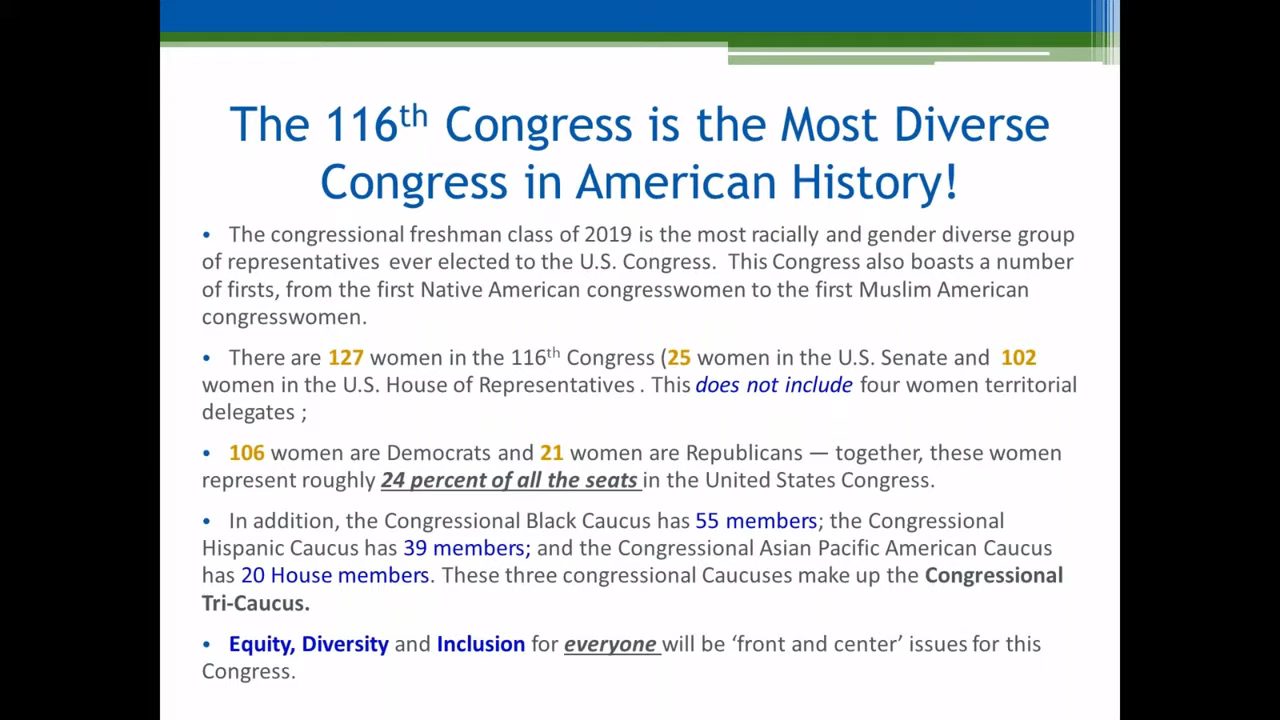 The 116th Congress is the Most Diverse
Congress in American History!
• The congressional freshman class of 2019 is the most racially and gender diverse group
of representatives ever elected to the U.S. Congress. This Congress also boasts a number
of firsts, from the first Native American congresswomen to the first Muslim American
congresswomen.
• There are 127 women in the 116th Congress (25 women in the U.S. Senate and 102
women in the U.S. House of Representatives . This does not include four women territorial
delegates ;
• 106 women are Democrats and 21 women are Republicans — together, these women
represent roughly 24 percent of all the seats in the United States Congress.
• In addition, the Congressional Black Caucus has 55 members; the Congressional
Hispanic Caucus has 39 members; and the Congressional Asian Pacific American Caucus
has 20 House members. These three congressional Caucuses make up the Congressional
Tri-Caucus.
• Equity, Diversity and Inclusion for everyone will be ‘front and center’ issues for this
Congress.